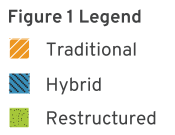 Figure 1 Legend
Traditional
Hybrid
Restructured